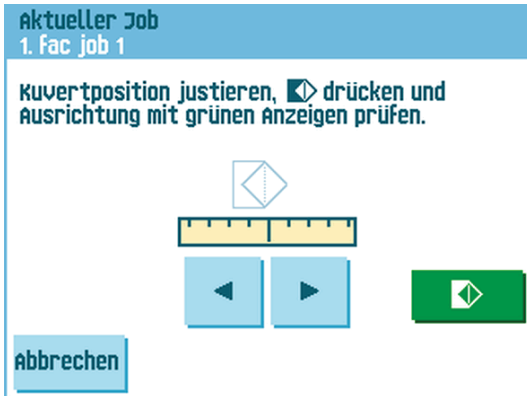 Aktueller Job
1. Fac job 1
Kuvertposition justieren, drücken und
Ausrichtung mit grünen Anzeigen prüfen.
Abbrechen